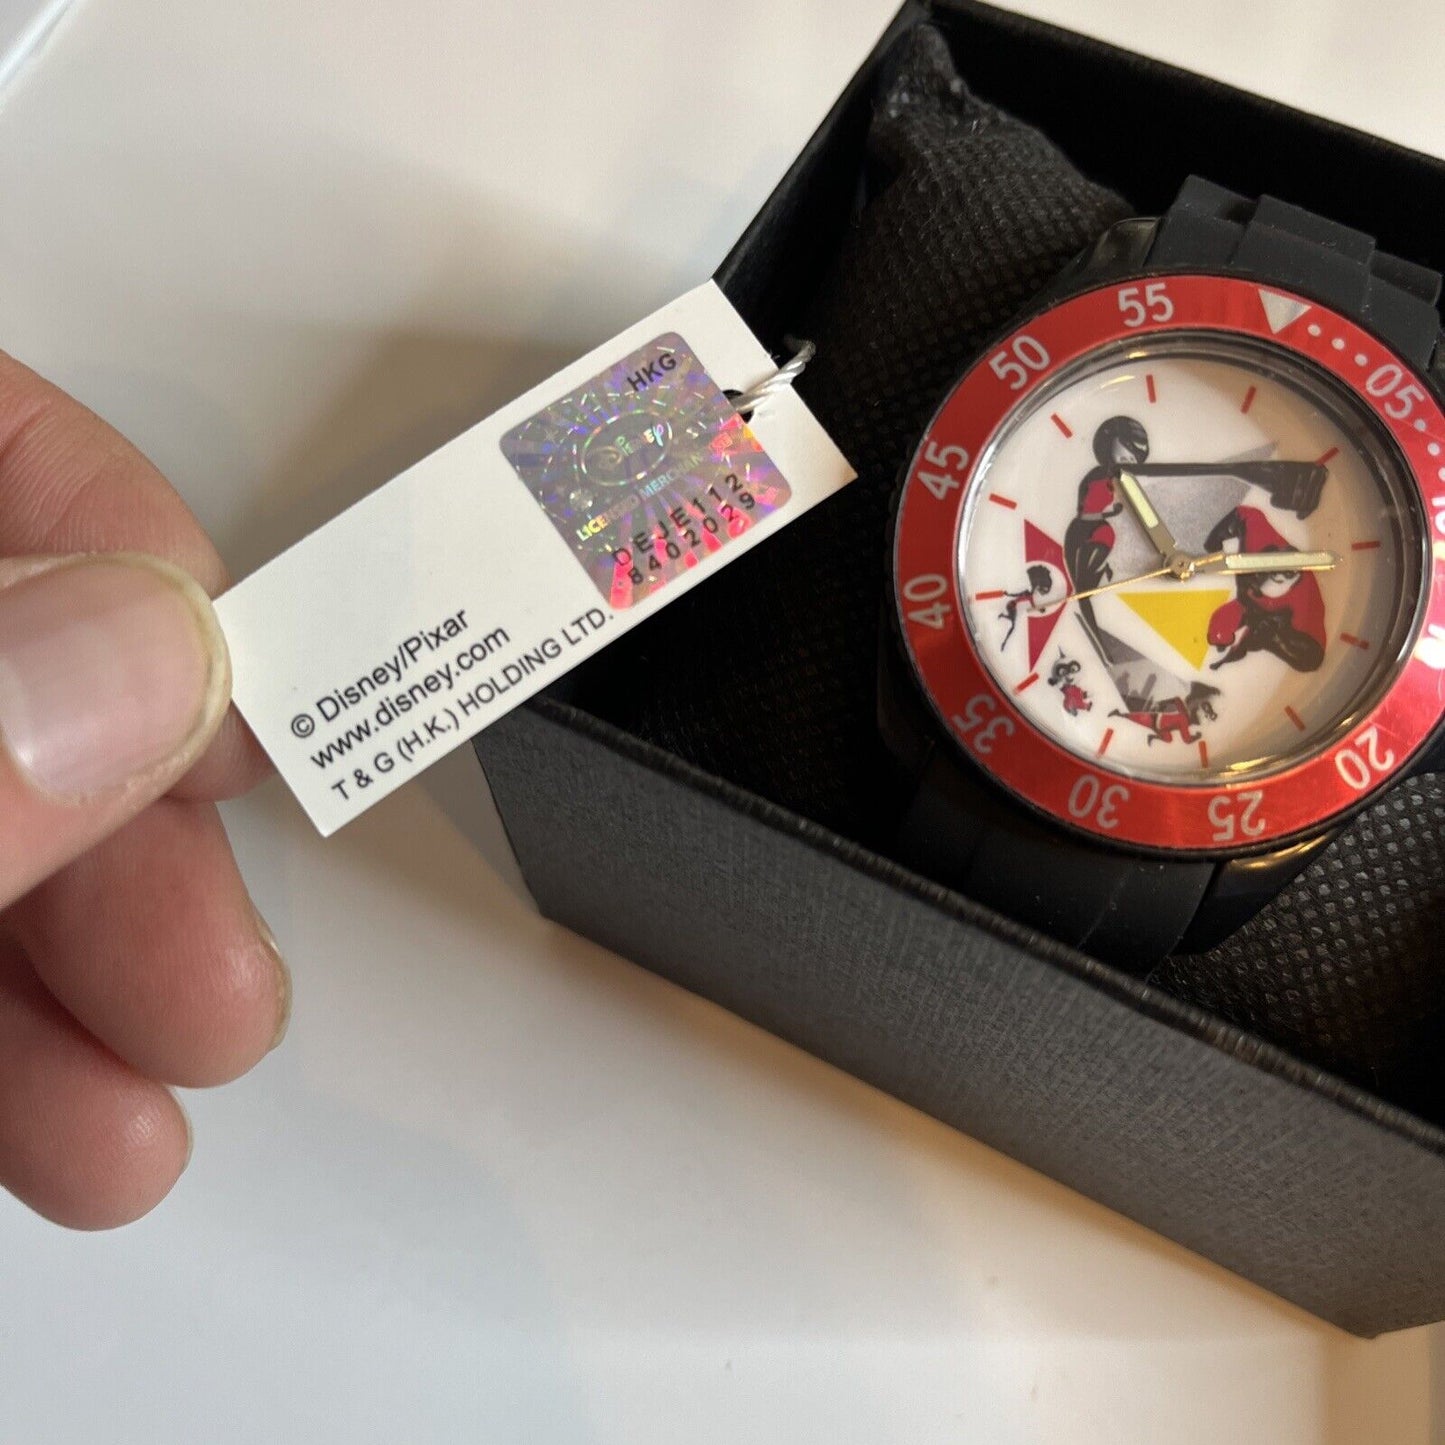 HKG
Disney
LICENSED MERCHANDISE
DEJE112
8402029
© Disney/Pixar
www.disney.com
T & G (H.K.) HOLDING LTD.
55
05
50
45
40
35
30
25
20